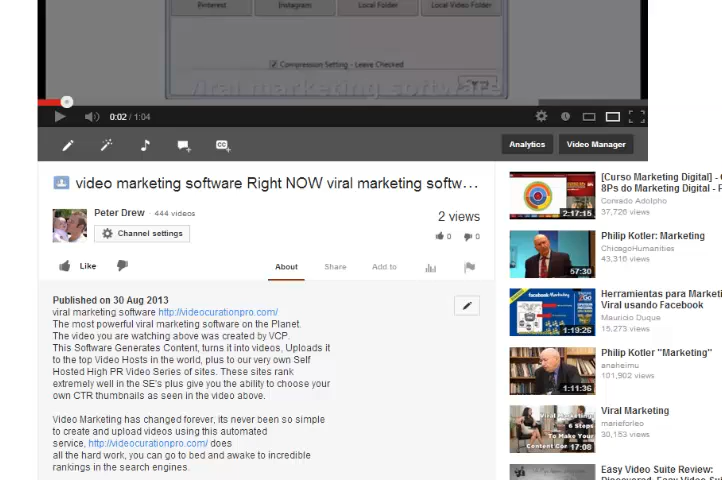 Pinterest Instagram Local Folder Local Video Folder
Compression Setting - Leave Checked
viral marketing software
0:02 / 1:04
Analytics Video Manager
video marketing software Right NOW viral marketing softw...
Peter Drew · 444 videos
Channel settings
2 views
0 0
Like
About Share Add to
Published on 30 Aug 2013
viral marketing software http://videocurationpro.com/
The most powerful viral marketing software on the Planet.
The video you are watching above was created by VCP.
This Software Generates Content, turns it into videos, Uploads it
to the top Video Hosts in the world, plus to our very own Self
Hosted High PR Video Series of sites. These sites rank
extremely well in the SE's plus give you the ability to choose your
own CTR thumbnails as seen in the video above.
Video Marketing has changed forever, its never been so simple
to create and upload videos using this automated
service, http://videocurationpro.com/ does
all the hard work, you can go to bed and awake to incredible
rankings in the search engines.
[Curso Marketing Digital] -
8Ps do Marketing Digital -
Conrado Adolpho
37,726 views
2:17:15
Philip Kotler: Marketing
ChicagoHumanities
43,316 views
57:30
Herramientas para Marketi
Viral usando Facebook
Mauricio Duque
15,273 views
1:19:26
Philip Kotler "Marketing"
anaheimu
101,902 views
1:11:36
Viral Marketing
marieforleo
30,153 views
Viral Marketing:
6 Steps
To Make Your
Content
17:08
Easy Video Suite Review: